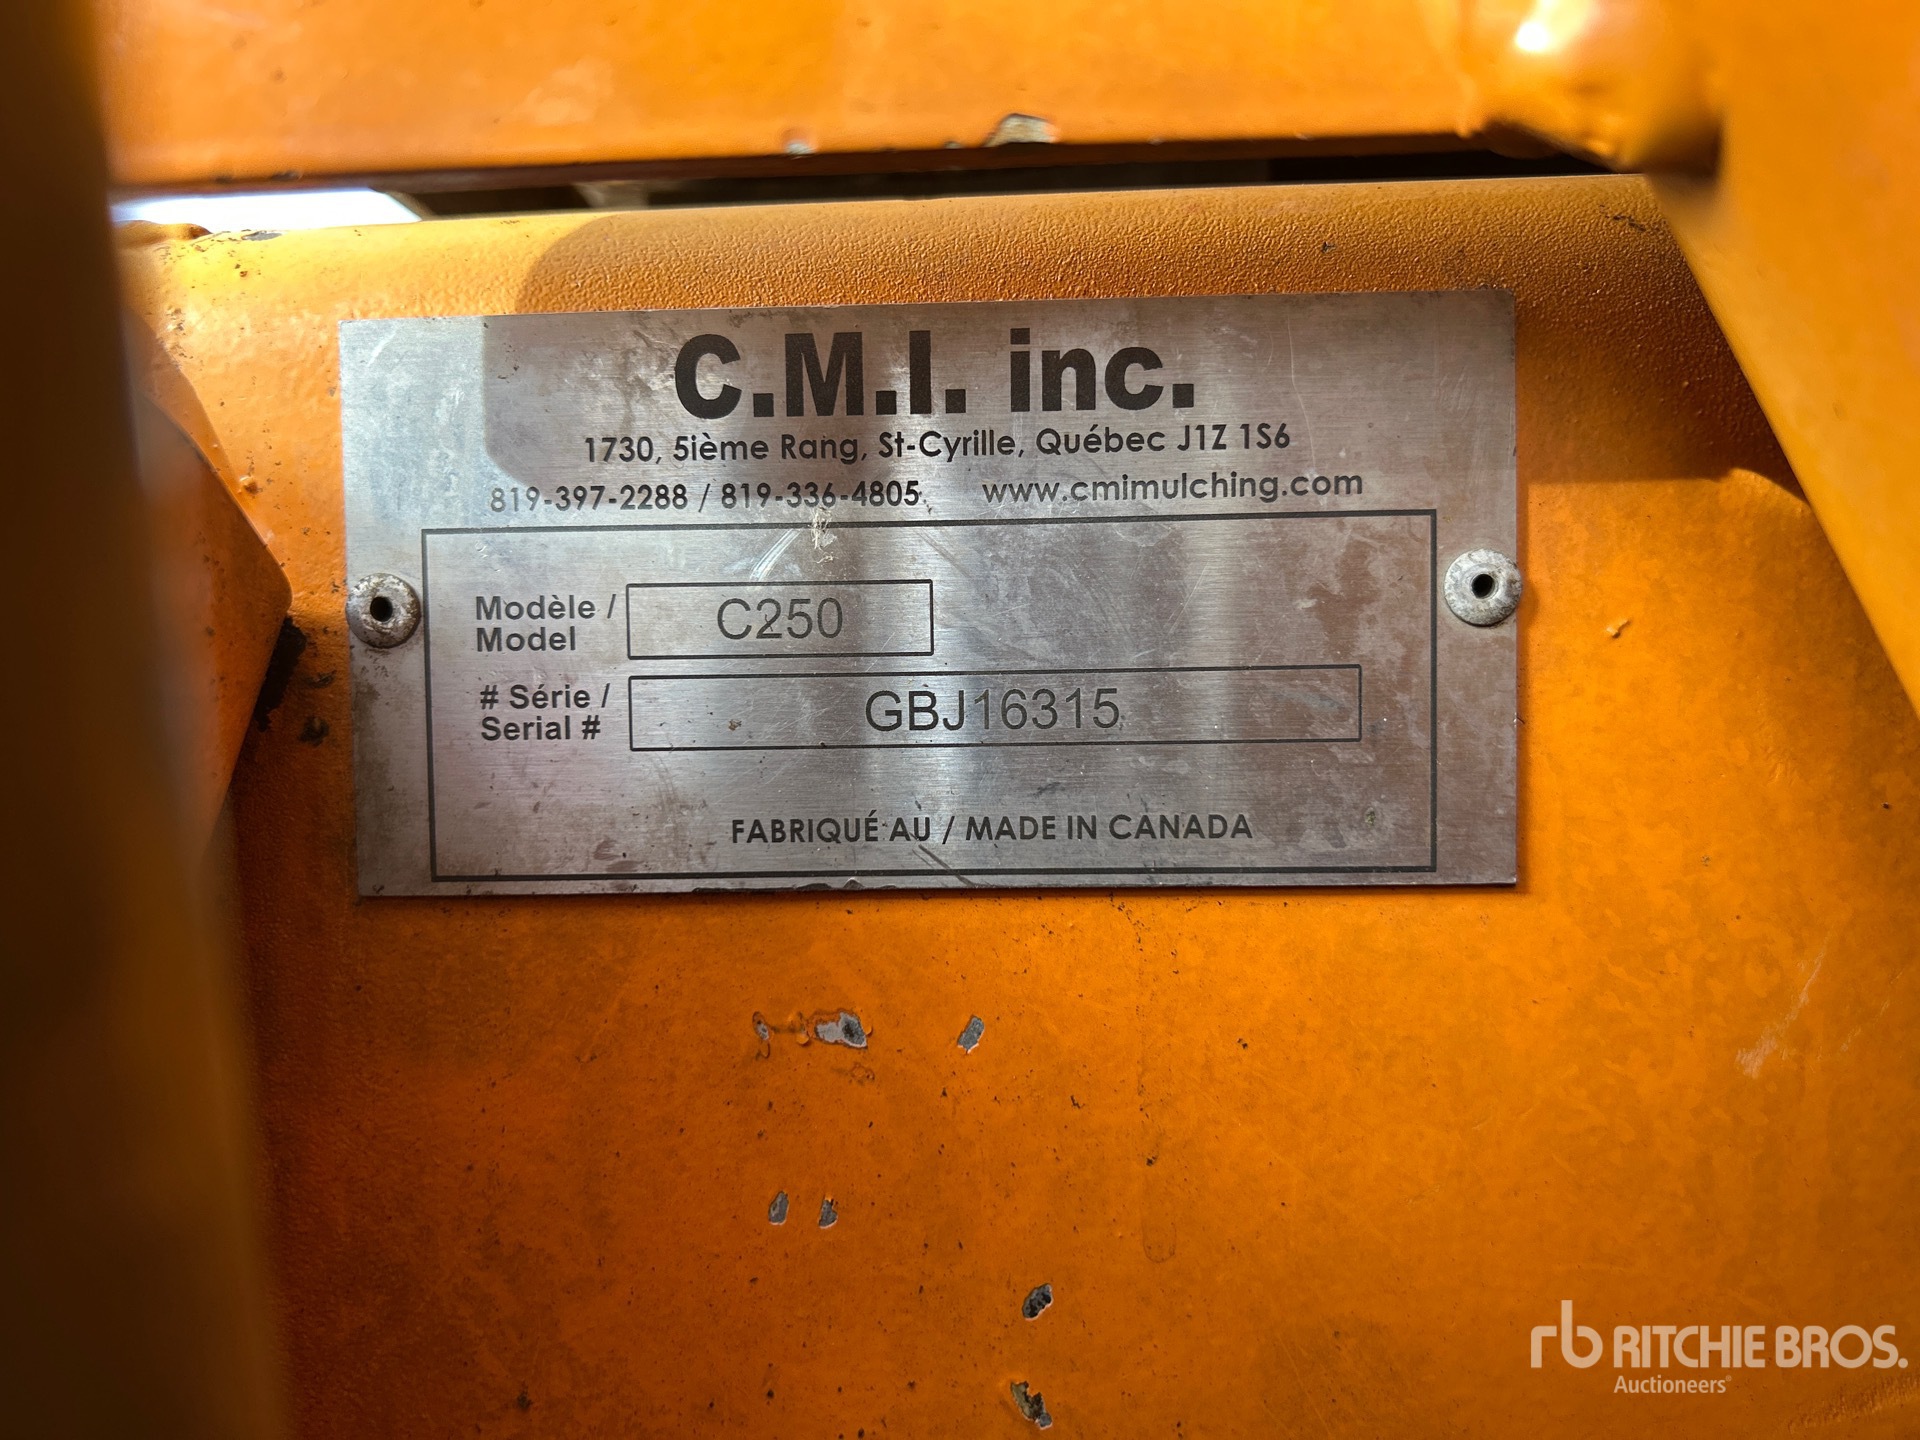 C.M.I. inc.
1730, 5ième Rang, St-Cyrille, Québec J1Z 1S6
819-397-2288 / 819-336-4805 www.cmimulching.com
Modèle /
Model
C250
# Série /
Serial #
GBJ16315
FABRIQUÉ AU / MADE IN CANADA
rb RITCHIE BROS.
Auctioneers®